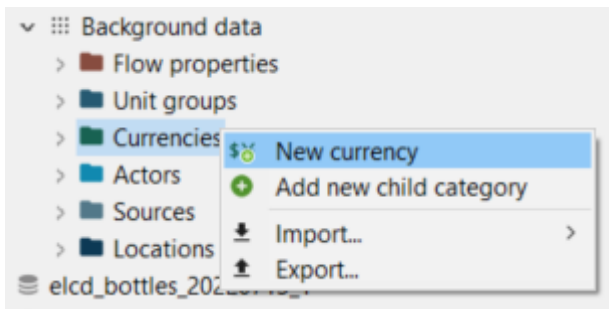 Background data
Flow properties
Unit groups
Currencies
New currency
Actors
Add new child category
Sources
Import...
Locations
Export...
elcd_bottles_202